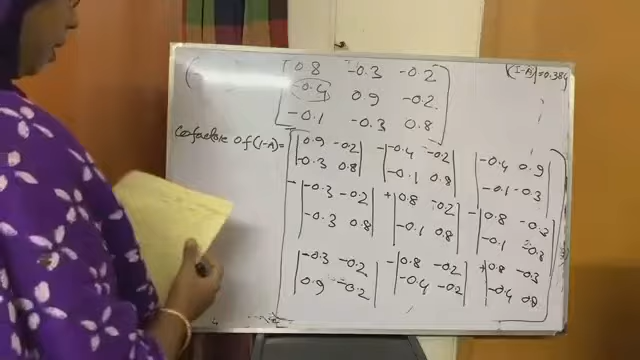 0.8 -0.3 -0.2 |I-A|=0.384
-0.4 0.9 -0.2
-0.1 -0.3 0.8
Cofactors of (I-A)= |0.9 -0.2| -|-0.4 -0.2| |-0.4 0.9|
|-0.3 0.8| |-0.1 0.8| |-0.1 -0.3|
-|-0.3 -0.2| +|0.8 -0.2| -|0.8 -0.3|
|-0.3 0.8| |-0.1 0.8| |-0.1 -0.3|
|-0.3 -0.2| -|0.8 -0.2| +|0.8 -0.3|
|0.9 -0.2| |-0.4 -0.2| |-0.4 0.9|